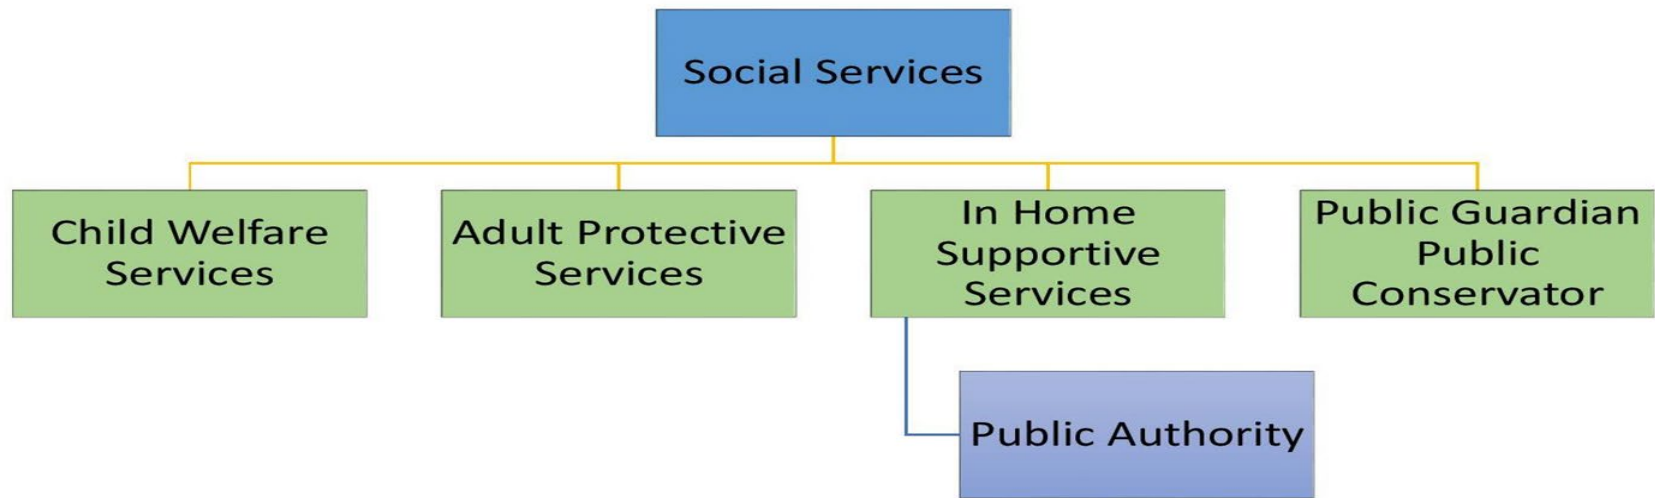 Social Services
Child Welfare
Services
Adult Protective
Services
In Home
Supportive
Services
Public Guardian
Public
Conservator
Public Authority